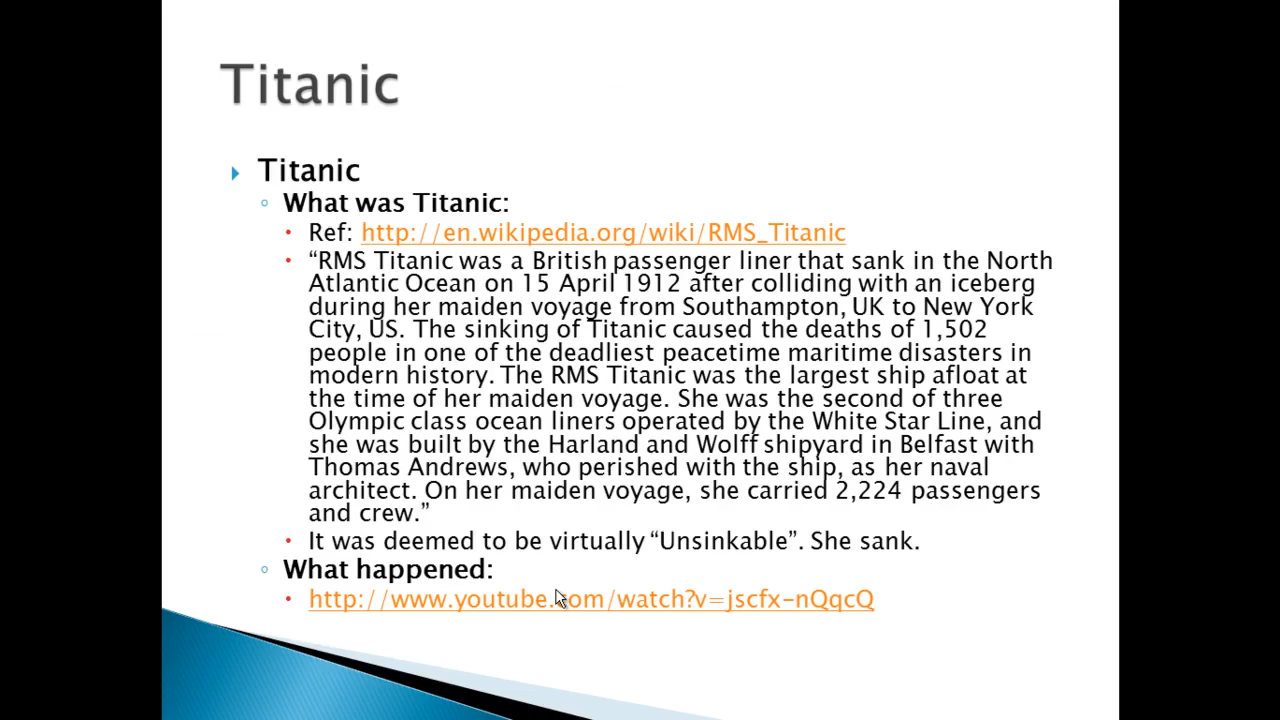 Titanic
Titanic
What was Titanic:
Ref: http://en.wikipedia.org/wiki/RMS_Titanic
“RMS Titanic was a British passenger liner that sank in the North
Atlantic Ocean on 15 April 1912 after colliding with an iceberg
during her maiden voyage from Southampton, UK to New York
City, US. The sinking of Titanic caused the deaths of 1,502
people in one of the deadliest peacetime maritime disasters in
modern history. The RMS Titanic was the largest ship afloat at
the time of her maiden voyage. She was the second of three
Olympic class ocean liners operated by the White Star Line, and
she was built by the Harland and Wolff shipyard in Belfast with
Thomas Andrews, who perished with the ship, as her naval
architect. On her maiden voyage, she carried 2,224 passengers
and crew.”
It was deemed to be virtually “Unsinkable”. She sank.
What happened:
http://www.youtube.com/watch?v=jscfx-nQqcQ